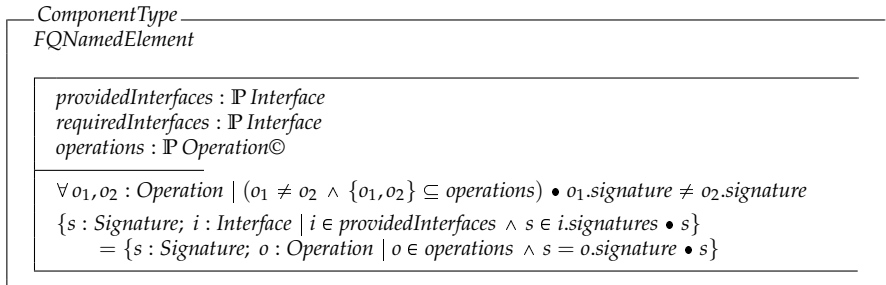 ComponentType
FQNamedElement
providedInterfaces : ℙ Interface
requiredInterfaces : ℙ Interface
operations : ℙ Operation©
∀ o₁, o₂ : Operation | (o₁ ≠ o₂ ∧ {o₁, o₂} ⊆ operations) • o₁.signature ≠ o₂.signature
{s : Signature; i : Interface | i ∈ providedInterfaces ∧ s ∈ i.signatures • s}
= {s : Signature; o : Operation | o ∈ operations ∧ s = o.signature • s}